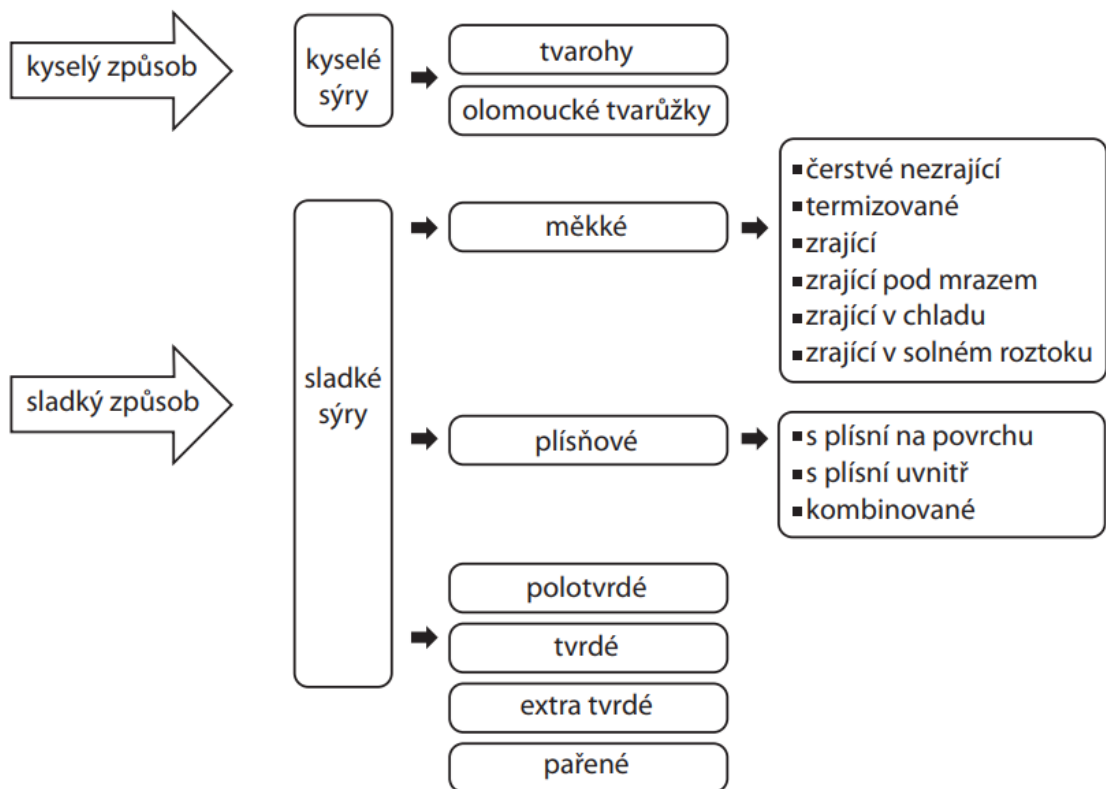 kyselý způsob
kyselé
sýry
tvarohy
olomoucké tvarůžky
sladký způsob
sladké
sýry
měkké
▪ čerstvé nezrající
▪ termizované
▪ zrající
▪ zrající pod mrazem
▪ zrající v chladu
▪ zrající v solném roztoku
plísňové
▪ s plísní na povrchu
▪ s plísní uvnitř
▪ kombinované
polotvrdé
tvrdé
extra tvrdé
pařené